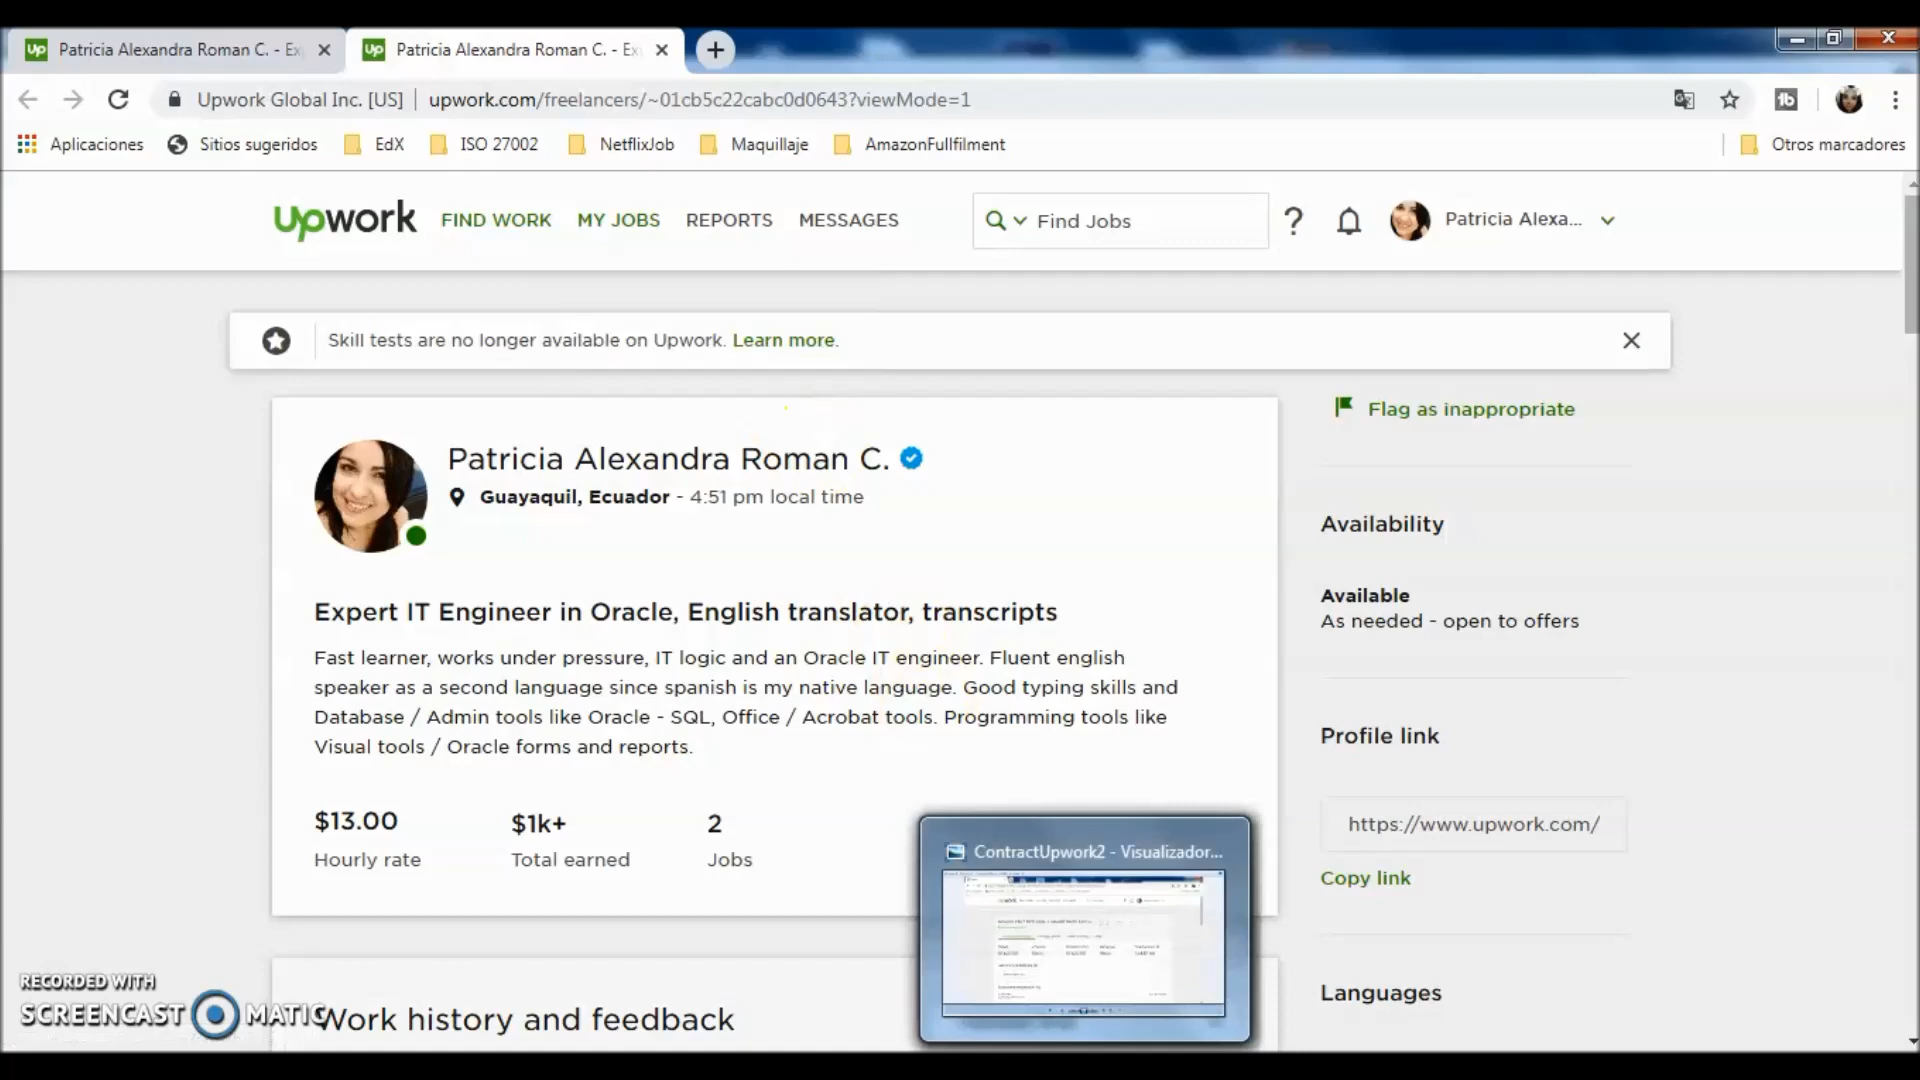 Patricia Alexandra Roman C. - Ex
Patricia Alexandra Roman C. - Ex
Upwork Global Inc. [US] upwork.com/freelancers/~01cb5c22cabc0d0643?viewMode=1
Aplicaciones Sitios sugeridos EdX ISO 27002 NetflixJob Maquillaje AmazonFullfilment Otros marcadores
upwork FIND WORK MY JOBS REPORTS MESSAGES Find Jobs ? Patricia Alexa...
Skill tests are no longer available on Upwork. Learn more.
Flag as inappropriate
Patricia Alexandra Roman C.
Guayaquil, Ecuador - 4:51 pm local time
Availability
Available
As needed - open to offers
Expert IT Engineer in Oracle, English translator, transcripts
Fast learner, works under pressure, IT logic and an Oracle IT engineer. Fluent english
speaker as a second language since spanish is my native language. Good typing skills and
Database / Admin tools like Oracle - SQL, Office / Acrobat tools. Programming tools like
Visual tools / Oracle forms and reports.
Profile link
https://www.upwork.com/
Copy link
$13.00 $1k+ 2
Hourly rate Total earned Jobs
ContractUpwork2 - Visualizador...
Languages
Work history and feedback
RECORDED WITH
SCREENCAST MATIC